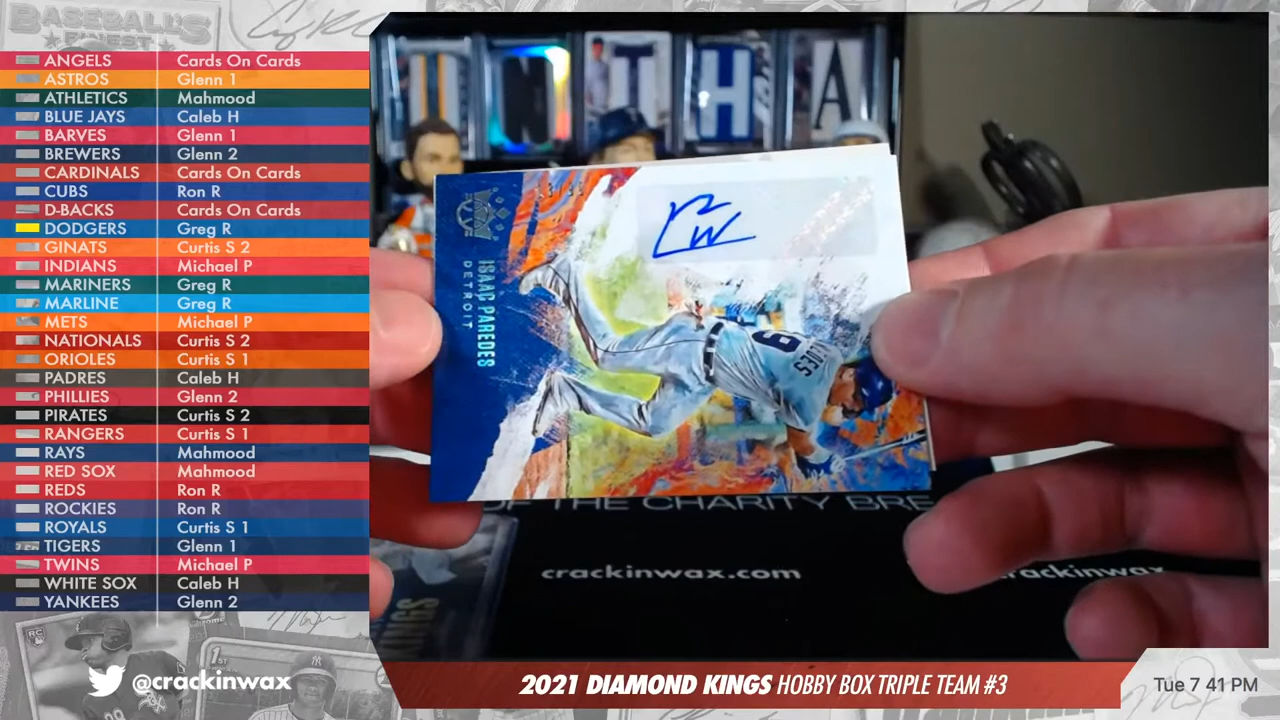 BASEBALL'S
FINEST
ANGELS Cards On Cards
ASTROS Glenn 1
ATHLETICS Mahmood
BLUE JAYS Caleb H
BARVES Glenn 1
BREWERS Glenn 2
CARDINALS Cards On Cards
CUBS Ron R
D-BACKS Cards On Cards
DODGERS Greg R
GINATS Curtis S 2
INDIANS Michael P
MARINERS Greg R
MARLINE Greg R
METS Michael P
NATIONALS Curtis S 2
ORIOLES Curtis S 1
PADRES Caleb H
PHILLIES Glenn 2
PIRATES Curtis S 2
RANGERS Curtis S 1
RAYS Mahmood
RED SOX Mahmood
REDS Ron R
ROCKIES Ron R
ROYALS Curtis S 1
TIGERS Glenn 1
TWINS Michael P
WHITE SOX Caleb H
YANKEES Glenn 2
RC
1ST
@crackinwax
T H A
ISAAC PAREDES
DETROIT
6
OF THE CHARITY BRE
crackinwax.com
crackinwax.
2021 DIAMOND KINGS HOBBY BOX TRIPLE TEAM #3
Tue 7 41 PM